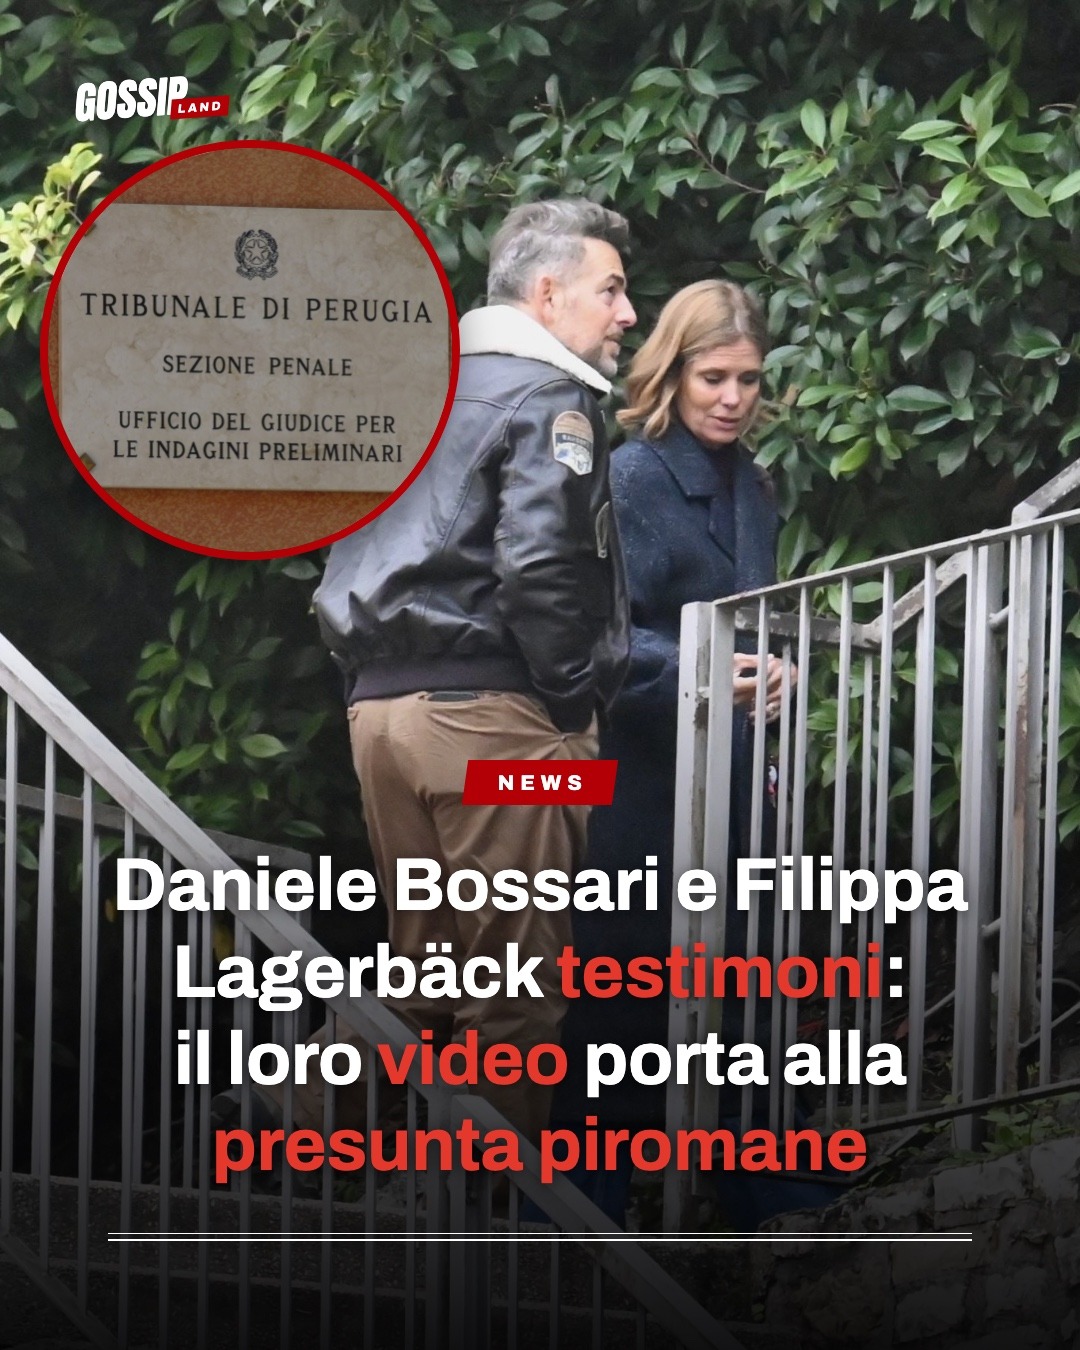 GOSSIP
LAND
TRIBUNALE DI PERUGIA
SEZIONE PENALE
UFFICIO DEL GIUDICE PER
LE INDAGINI PRELIMINARI
NEWS
Daniele Bossari e Filippa
Lagerbäck testimoni:
il loro video porta alla
presunta piromane